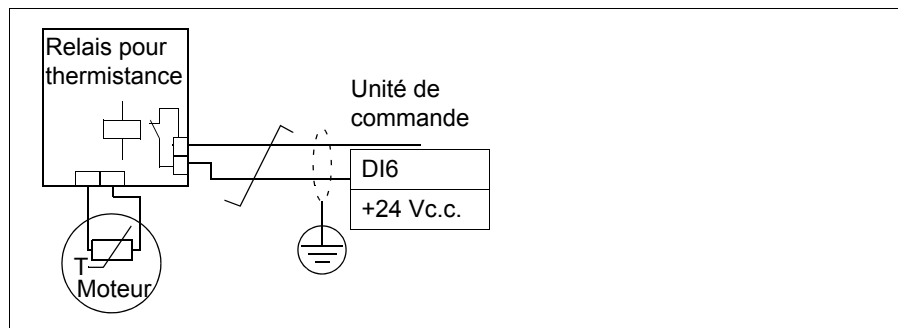 Relais pour
thermistance
Unité de
commande
DI6
+24 Vc.c.
T
Moteur